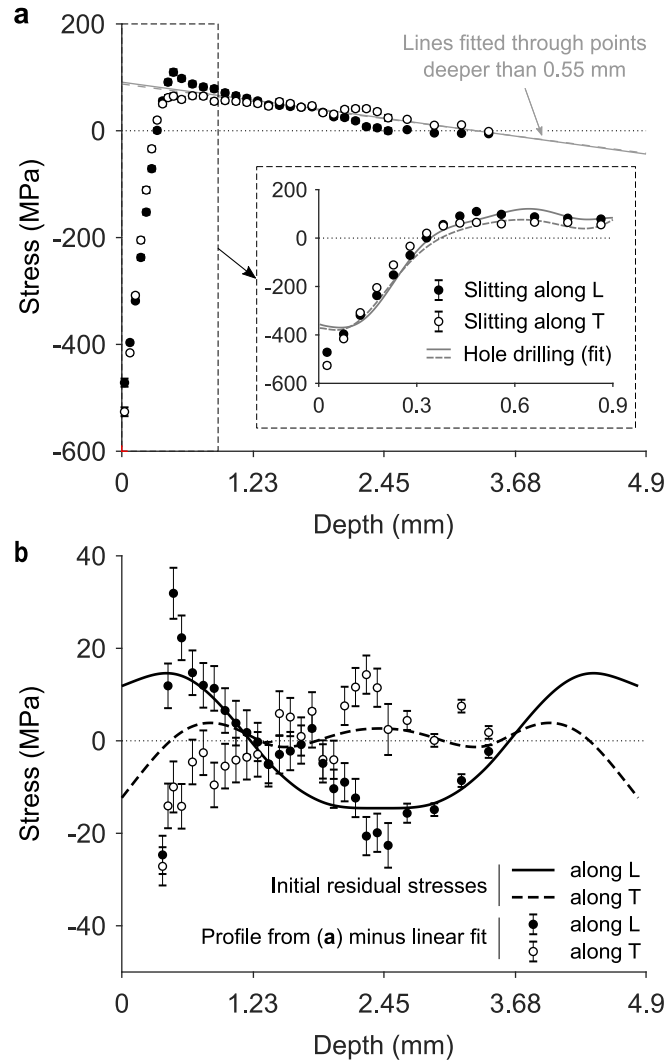 a
200
0
-200
-400
-600
Stress (MPa)
Lines fitted through points
deeper than 0.55 mm
200
100
0
-200
-400
-600
Slitting along L
Slitting along T
Hole drilling (fit)
0
0.3
0.6
0.9
0
1.23
2.45
3.68
4.9
Depth (mm)
b
40
20
0
-20
-40
Stress (MPa)
Initial residual stresses
along L
along T
Profile from (a) minus linear fit
along L
along T
0
1.23
2.45
3.68
4.9
Depth (mm)